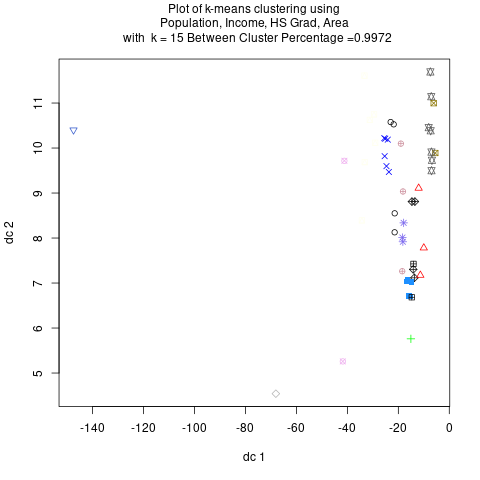 Plot of k-means clustering using
Population, Income, HS Grad, Area
with k = 15 Between Cluster Percentage =0.9972
dc 2
11
10
9
8
7
6
5
-140 -120 -100 -80 -60 -40 -20 0
dc 1